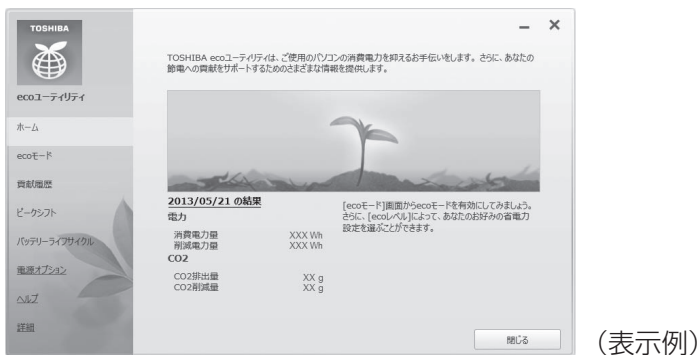 TOSHIBA
ecoユーティリティ
ホーム
ecoモード
貢献履歴
ピークシフト
バッテリーライフサイクル
電源オプション
ヘルプ
詳細
TOSHIBA ecoユーティリティは、ご使用のパソコンの消費電力を抑えるお手伝いをします。さらに、あなたの
節電への貢献をサポートするためのさまざまな情報を提供します。
2013/05/21 の結果
電力
消費電力量 XXX Wh
削減電力量 XXX Wh
CO2
CO2排出量 XX g
CO2削減量 XX g
[ecoモード]画面からecoモードを有効にしてみましょう。
さらに、[ecoレベル]によって、あなたのお好みの省電力
設定を選ぶことができます。
閉じる
（表示例）